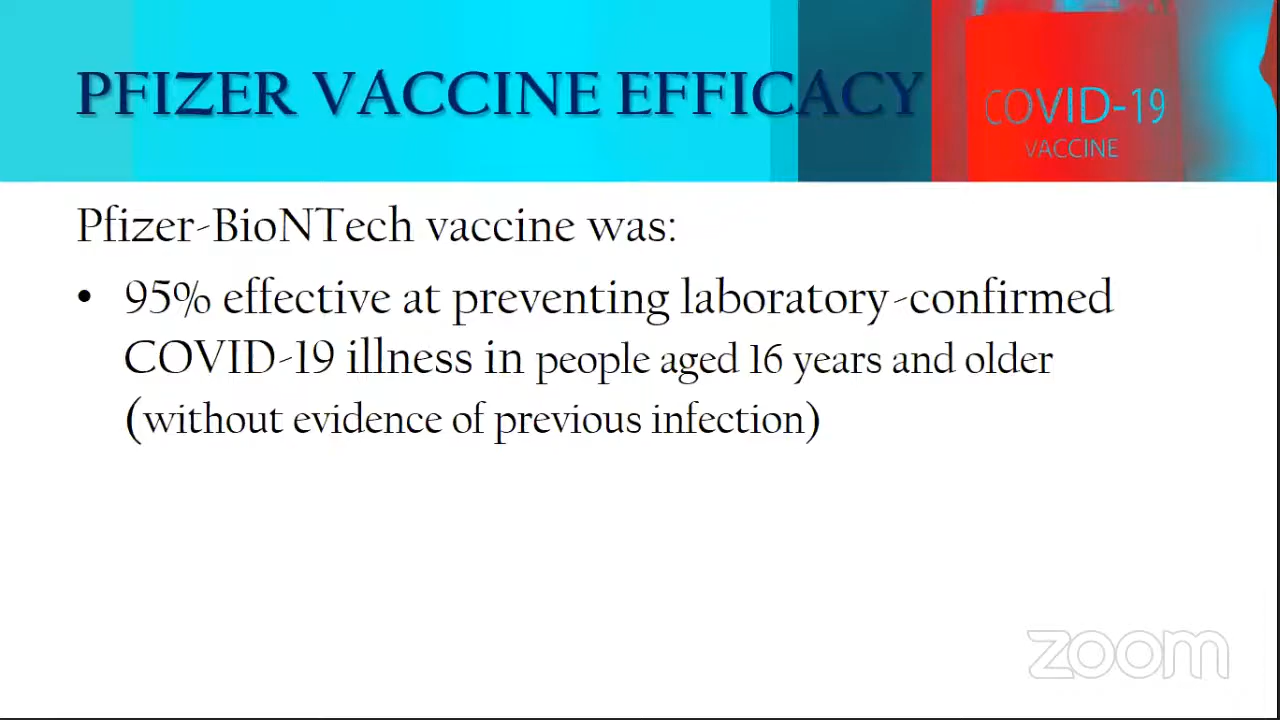 PFIZER VACCINE EFFICACY
COVID-19
VACCINE
Pfizer-BioNTech vaccine was:
• 95% effective at preventing laboratory-confirmed
COVID-19 illness in people aged 16 years and older
(without evidence of previous infection)
zoom